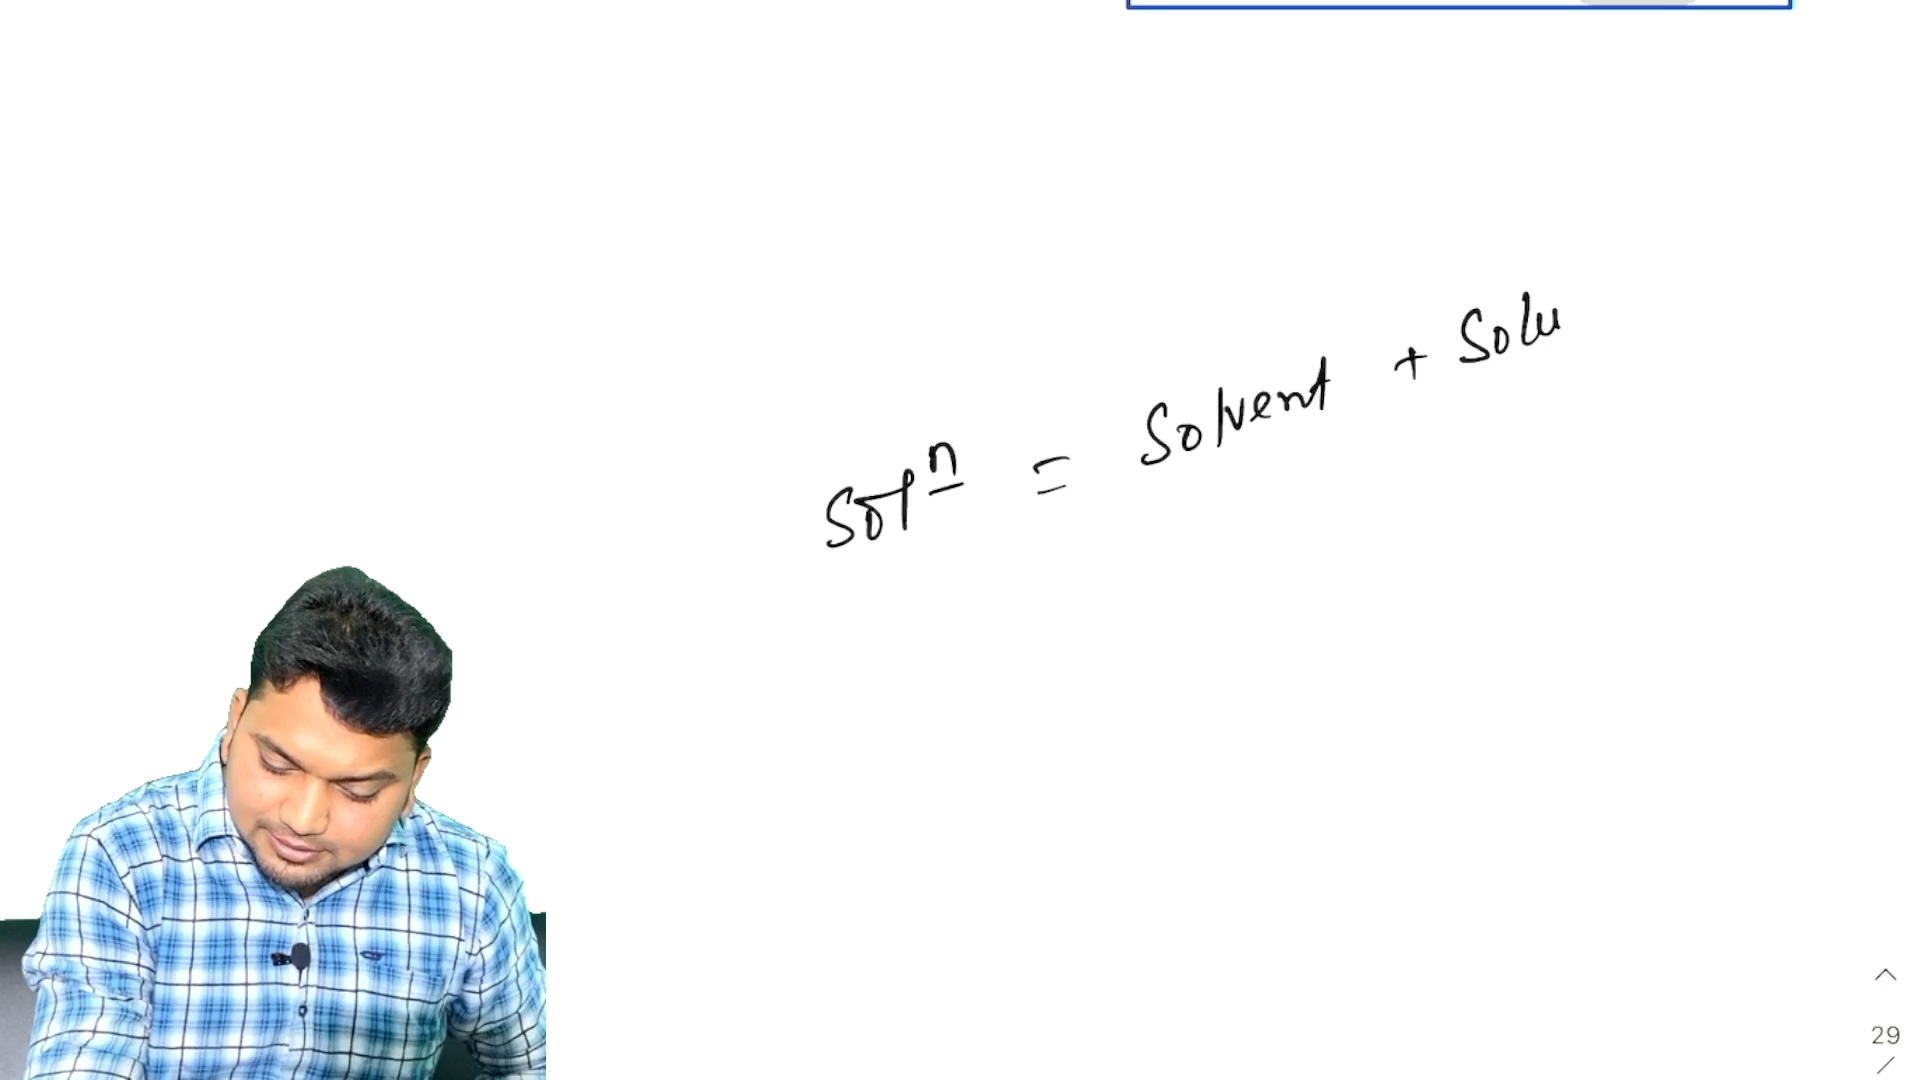 Solⁿ = Solvent + Solu
29